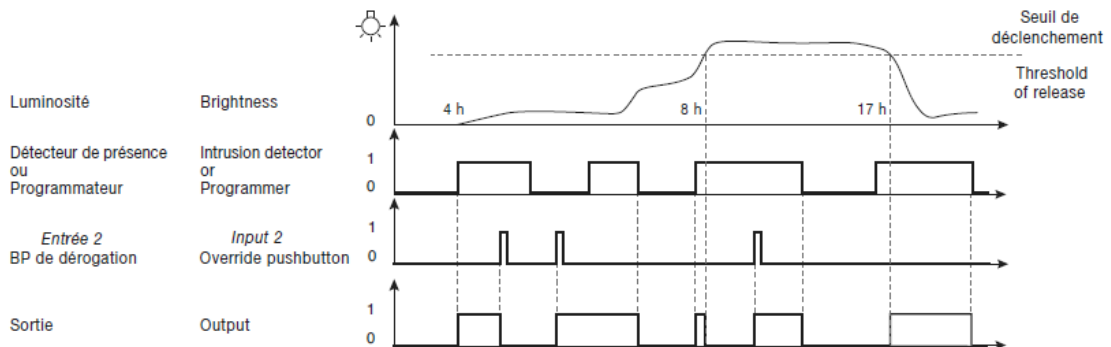 Seuil de
déclenchement
Threshold
of release
Luminosité Brightness 4 h 8 h 17 h
0
Détecteur de présence Intrusion detector 1
ou or
Programmateur Programmer 0
Entrée 2 Input 2 1
BP de dérogation Override pushbutton 0
1
Sortie Output
0